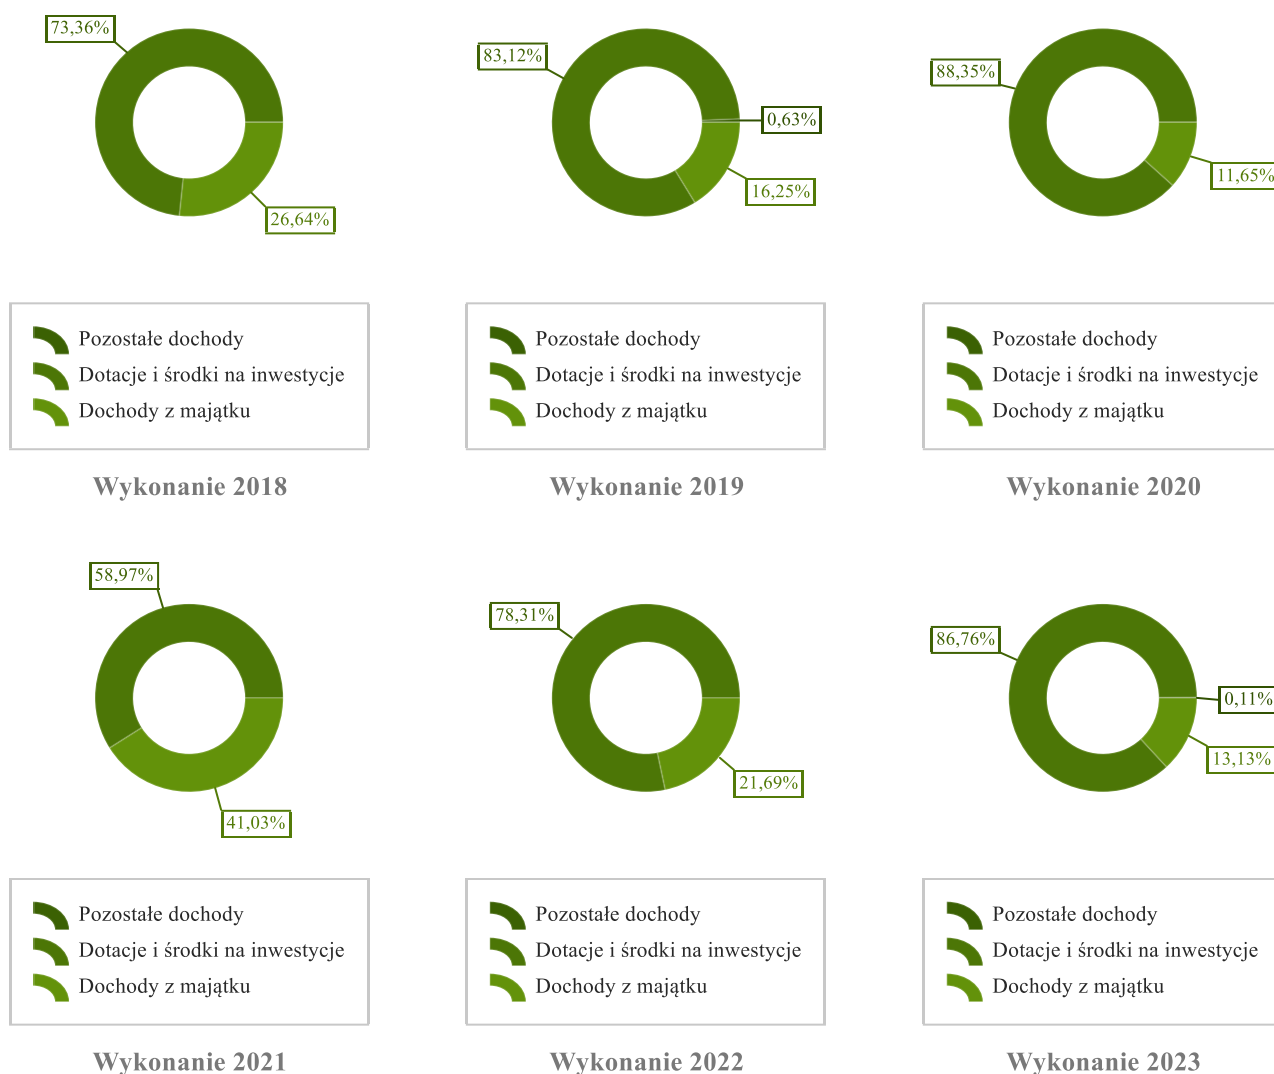 73,36%
26,64%
Pozostałe dochody
Dotacje i środki na inwestycje
Dochody z majątku
Wykonanie 2018
83,12%
0,63%
16,25%
Pozostałe dochody
Dotacje i środki na inwestycje
Dochody z majątku
Wykonanie 2019
88,35%
11,65%
Pozostałe dochody
Dotacje i środki na inwestycje
Dochody z majątku
Wykonanie 2020
58,97%
41,03%
Pozostałe dochody
Dotacje i środki na inwestycje
Dochody z majątku
Wykonanie 2021
78,31%
21,69%
Pozostałe dochody
Dotacje i środki na inwestycje
Dochody z majątku
Wykonanie 2022
86,76%
0,11%
13,13%
Pozostałe dochody
Dotacje i środki na inwestycje
Dochody z majątku
Wykonanie 2023